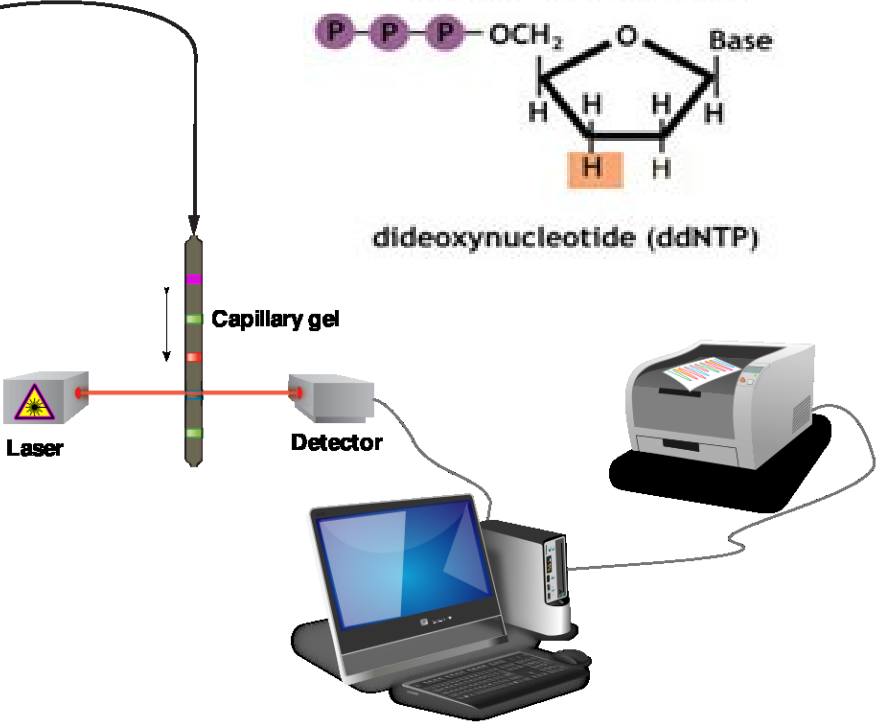 P-P-P-OCH₂ O Base
H H H H
H H
dideoxynucleotide (ddNTP)
Capillary gel
Laser
Detector